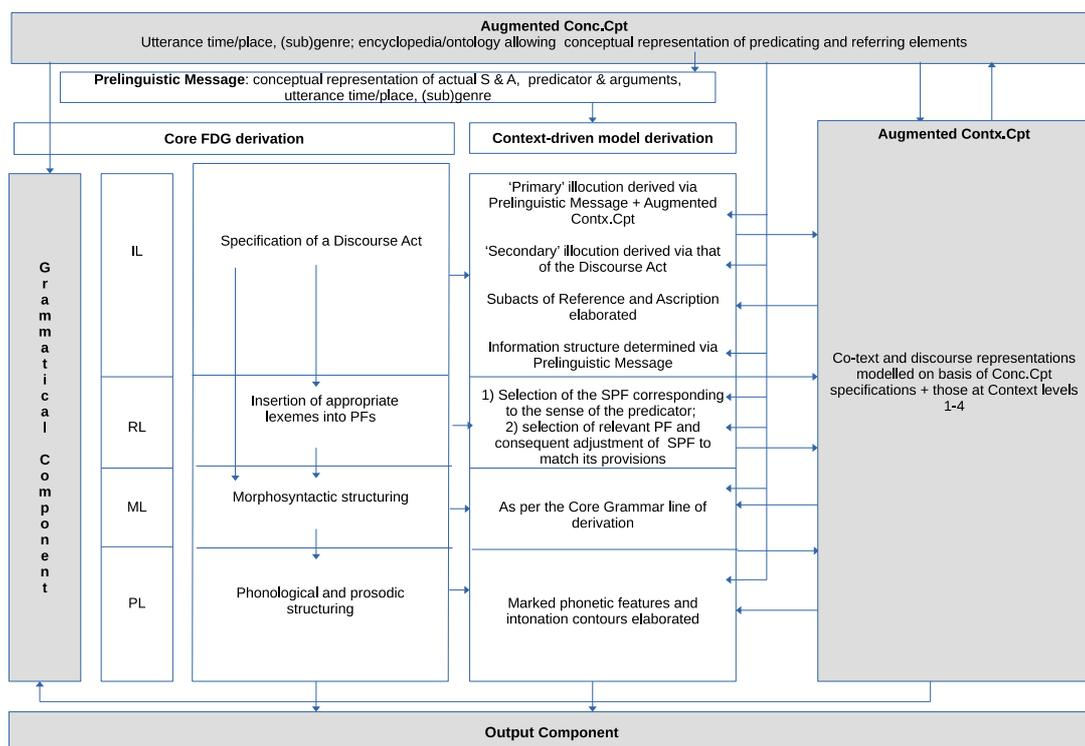 Augmented Conc.Cpt
Utterance time/place, (sub)genre; encyclopedia/ontology allowing conceptual representation of predicating and referring elements
Prelinguistic Message: conceptual representation of actual S & A, predicator & arguments,
utterance time/place, (sub)genre
Core FDG derivation
Context-driven model derivation
Augmented Contx.Cpt
Grammatical Component
IL
Specification of a Discourse Act
‘Primary’ illocution derived via
Prelinguistic Message + Augmented
Contx.Cpt
‘Secondary’ illocution derived via that
of the Discourse Act
Subacts of Reference and Ascription
elaborated
Information structure determined via
Prelinguistic Message
RL
Insertion of appropriate
lexemes into PFs
1) Selection of the SPF corresponding
to the sense of the predicator;
2) selection of relevant PF and
consequent adjustment of SPF to
match its provisions
ML
Morphosyntactic structuring
As per the Core Grammar line of
derivation
PL
Phonological and prosodic
structuring
Marked phonetic features and
intonation contours elaborated
Co-text and discourse representations
modelled on basis of Conc.Cpt
specifications + those at Context levels
1-4
Output Component